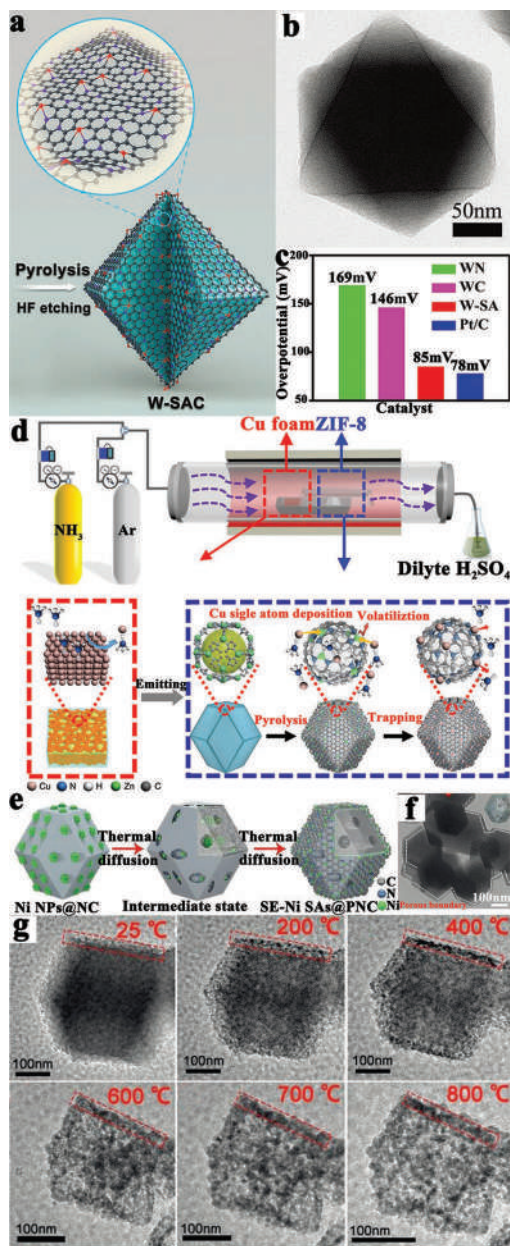 a
Pyrolysis
HF etching
W-SAC
b
50nm
c
Overpotential (mV)
200
150
100
50
169mV
146mV
85mV
78mV
WN
WC
W-SA
Pt/C
Catalyst
d
Cu foam
ZIF-8
NH3
Ar
Dilyte H2SO4
Emitting
Cu sigle atom deposition
Volatiliztion
Pyrolysis
Trapping
Cu N H Zn C
e
Thermal diffusion
Thermal diffusion
Ni NPs@NC
Intermediate state
SE-Ni SAs@PNC
C
N
Ni
f
Porous boundary
100nm
g
25 ℃
100nm
200 ℃
100nm
400 ℃
100nm
600 ℃
100nm
700 ℃
100nm
800 ℃
100nm